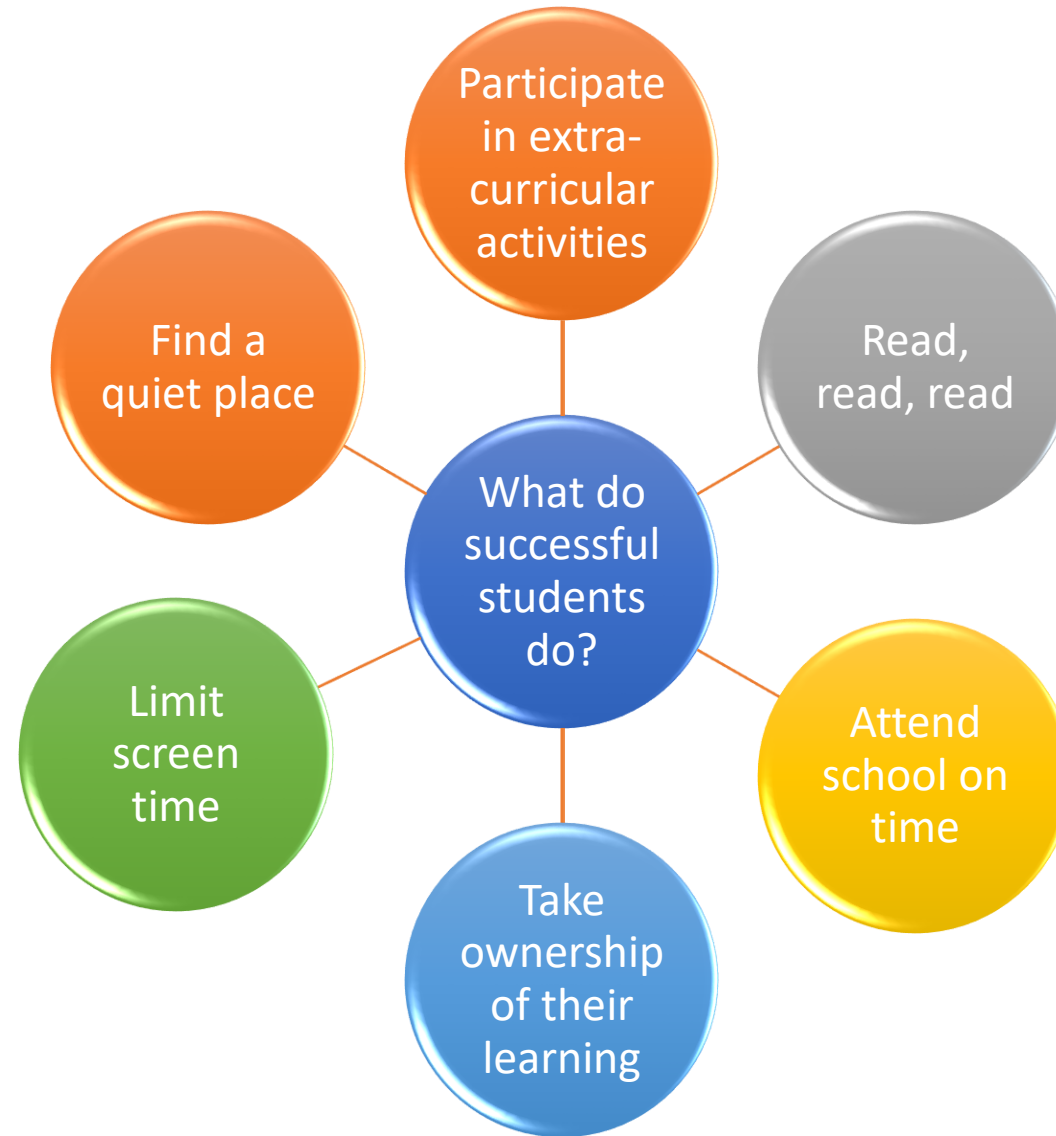 Participate
in extra-
curricular
activities
Read,
read, read
Attend
school on
time
Take
ownership
of their
learning
Limit
screen
time
Find a
quiet place
What do
successful
students
do?